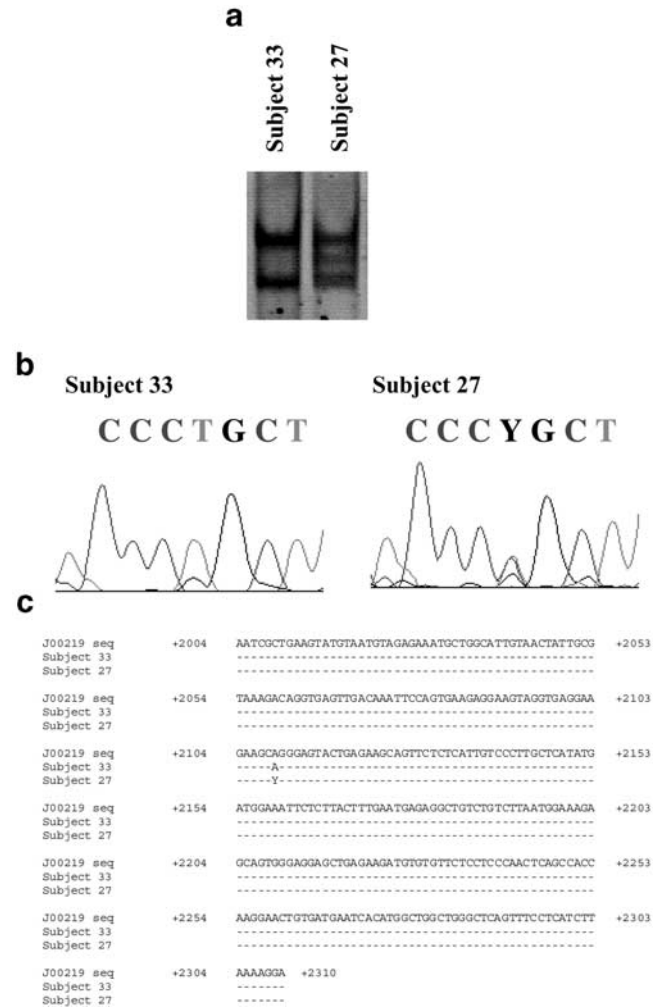 a
Subject 33
Subject 27
b
Subject 33
Subject 27
CCCTGCT
CCCYGCT
c
J00219 seq +2004 AATCGCTGAAGTATGTAATGTAGAGAAATGCTGGCATTGTAACTATTGCG +2053
Subject 33 --------------------------------------------------
Subject 27 --------------------------------------------------
J00219 seq +2054 TAAAGACAGGTGAGTTGACAAATTCCAGTGAAGAGGAAGTAGGTGAGGAA +2103
Subject 33 --------------------------------------------------
Subject 27 --------------------------------------------------
J00219 seq +2104 GAAGCAGGGAGTACTGAGAAGCAGTTCTCTCATTGTCCCTTGCTCATATG +2153
Subject 33 -----A--------------------------------------------
Subject 27 -----Y--------------------------------------------
J00219 seq +2154 ATGGAAATTCTCTTACTTTGAATGAGAGGCTGTCTGTCTTAATGGAAAGA +2203
Subject 33 --------------------------------------------------
Subject 27 --------------------------------------------------
J00219 seq +2204 GCAGTGGGAGGAGCTGAGAAGATGTGTGTTCTCCTCCCAACTCAGCCACC +2253
Subject 33 --------------------------------------------------
Subject 27 --------------------------------------------------
J00219 seq +2254 AAGGAACTGTGATGAATCACATGGCTGGCTGGGCTCAGTTTCCTCATCTT +2303
Subject 33 --------------------------------------------------
Subject 27 --------------------------------------------------
J00219 seq +2304 AAAAGGA +2310
Subject 33 -------
Subject 27 -------